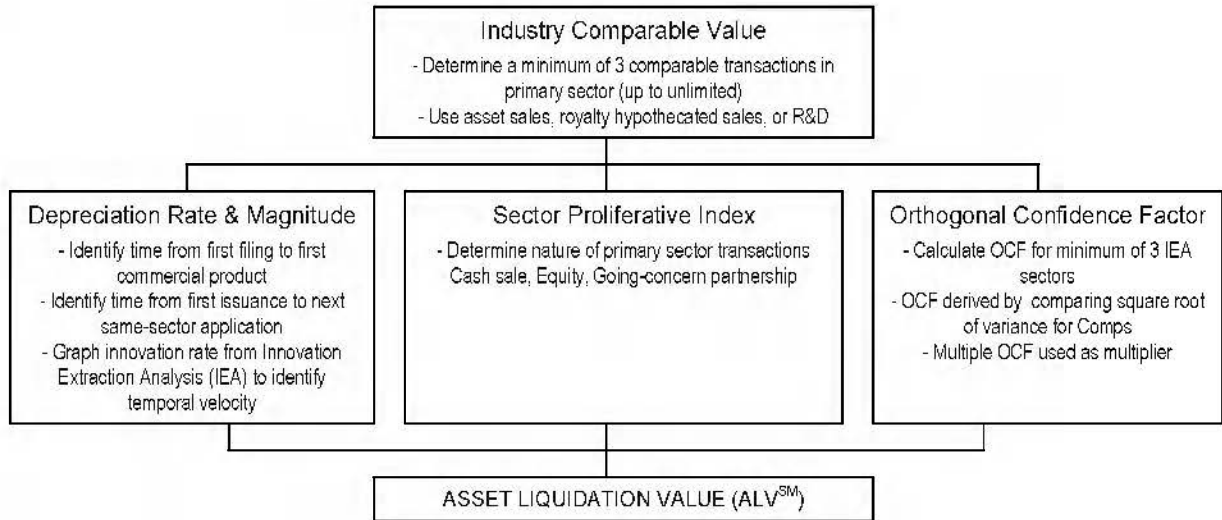 Industry Comparable Value
- Determine a minimum of 3 comparable transactions in
primary sector (up to unlimited)
- Use asset sales, royalty hypothecated sales, or R&D
Depreciation Rate & Magnitude
- Identify time from first filing to first
commercial product
- Identify time from first issuance to next
same-sector application
- Graph innovation rate from Innovation
Extraction Analysis (IEA) to identify
temporal velocity
Sector Proliferative Index
- Determine nature of primary sector transactions
Cash sale, Equity, Going-concern partnership
Orthogonal Confidence Factor
- Calculate OCF for minimum of 3 IEA
sectors
- OCF derived by comparing square root
of variance for Comps
- Multiple OCF used as multiplier
ASSET LIQUIDATION VALUE (ALV℠)